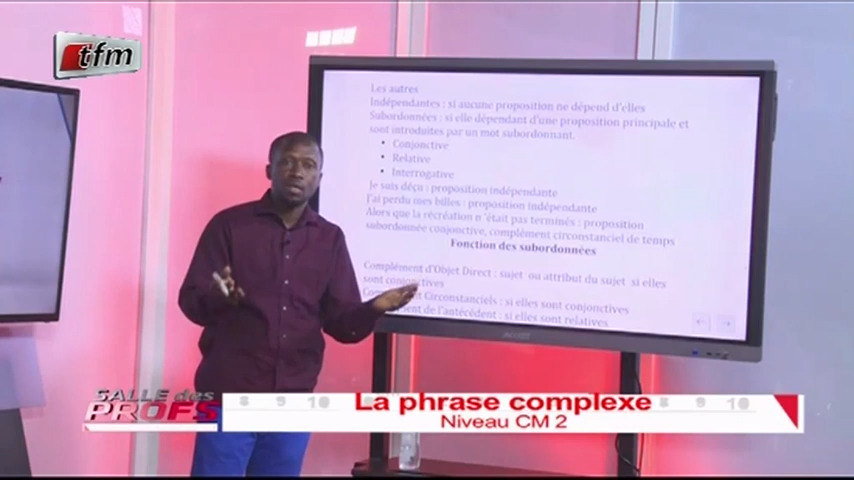 tfm
Les autres
Indépendantes : si aucune proposition ne dépend d'elles
Subordonnées : si elle dépendant d'une proposition principale et
sont introduites par un mot subordonnant.
• Conjonctive
• Relative
• Interrogative
Je suis déçu : proposition indépendante
J'ai perdu mes billes : proposition indépendante
Alors que la récréation n 'était pas terminés : proposition
subordonnée conjonctive, complément circonstanciel de temps
Fonction des subordonnées
Complément d'Objet Direct : sujet ou attribut du sujet si elles
sont conjonctives
Circonstanciels : si elles sont conjonctives
de l'antécédent : si elles sont relatives
SALLE des
PROFS
8 9 10
La phrase complexe
Niveau CM 2